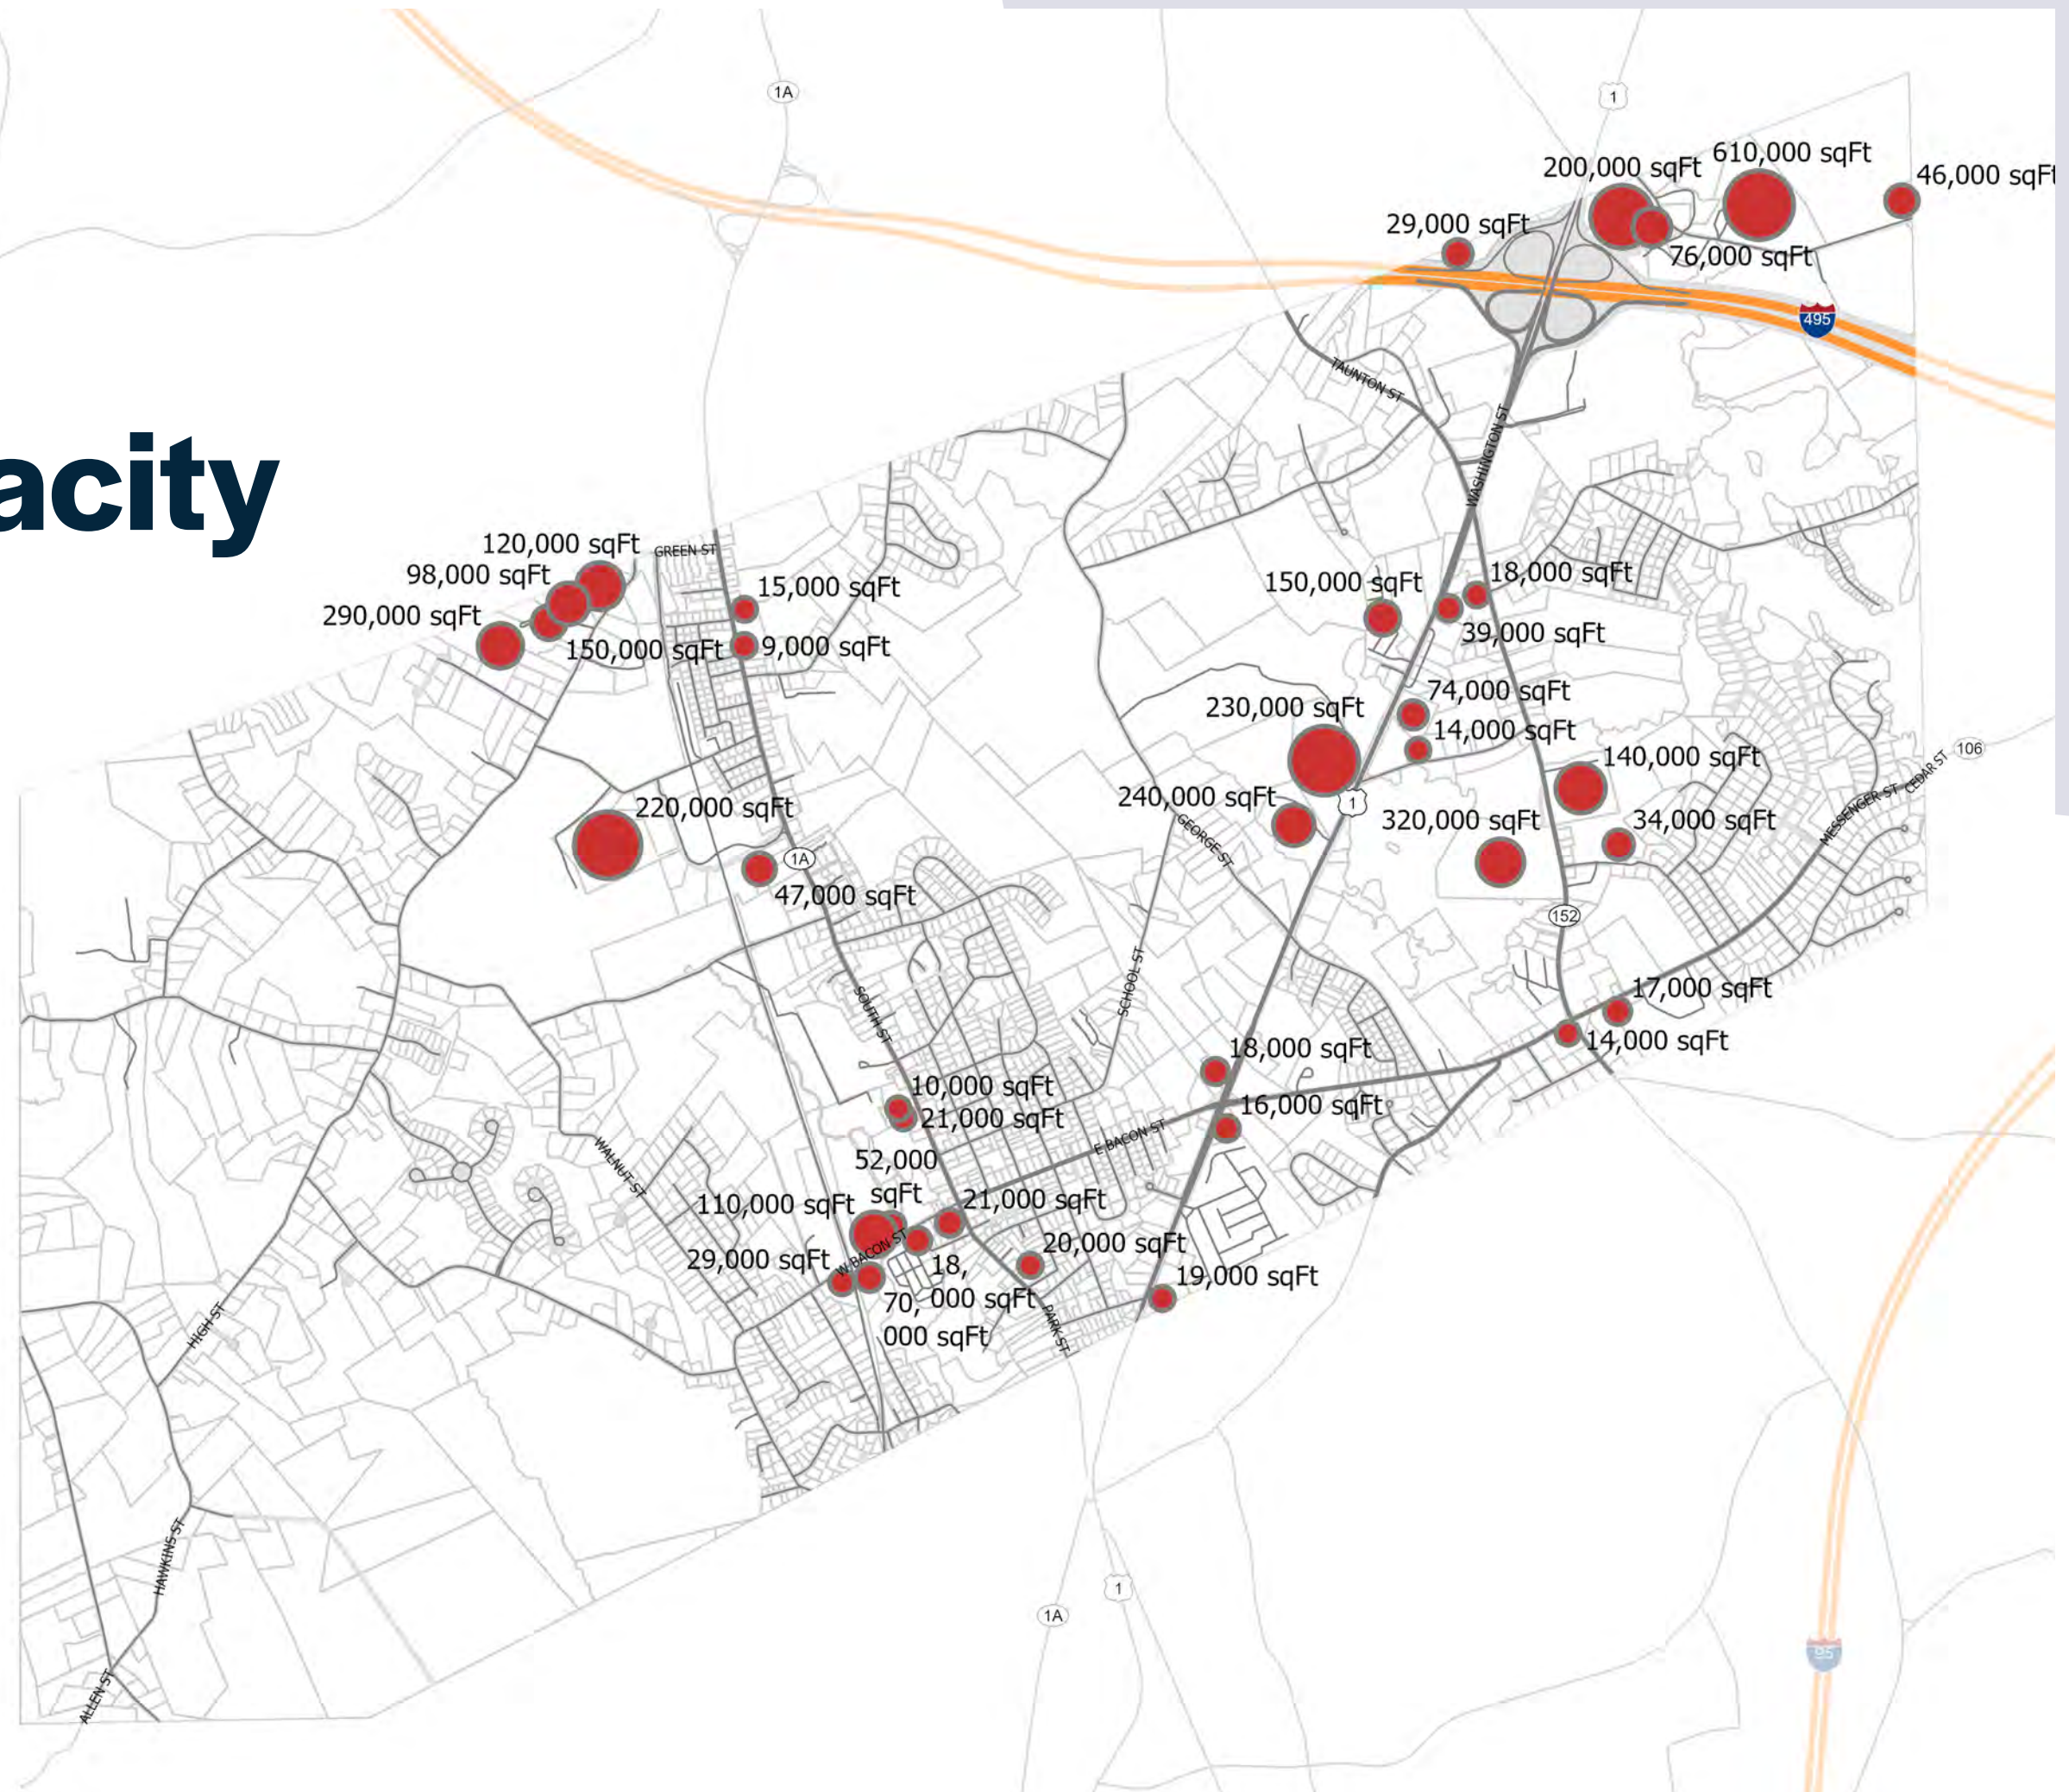 1A
1
610,000 sqFt
200,000 sqFt
46,000 sqFt
29,000 sqFt
76,000 sqFt
495
TAUNTON ST
WASHINGTON ST
acity
120,000 sqFt
GREEN ST
98,000 sqFt
15,000 sqFt
150,000 sqFt
18,000 sqFt
290,000 sqFt
39,000 sqFt
150,000 sqFt
9,000 sqFt
74,000 sqFt
230,000 sqFt
14,000 sqFt
140,000 sqFt
106
CEDAR ST
MESSENGER ST
240,000 sqFt
1
220,000 sqFt
320,000 sqFt
34,000 sqFt
GEORGE ST
1A
47,000 sqFt
152
SCHOOL ST
SOUTH ST
17,000 sqFt
14,000 sqFt
18,000 sqFt
10,000 sqFt
21,000 sqFt
16,000 sqFt
E BACON ST
WALNUT ST
52,000
sqFt
110,000 sqFt
21,000 sqFt
W BACON ST
20,000 sqFt
29,000 sqFt
18,
000 sqFt
70,
000 sqFt
19,000 sqFt
PARK ST
HIGH ST
HAWKINS ST
1
1A
95
ALLEN ST